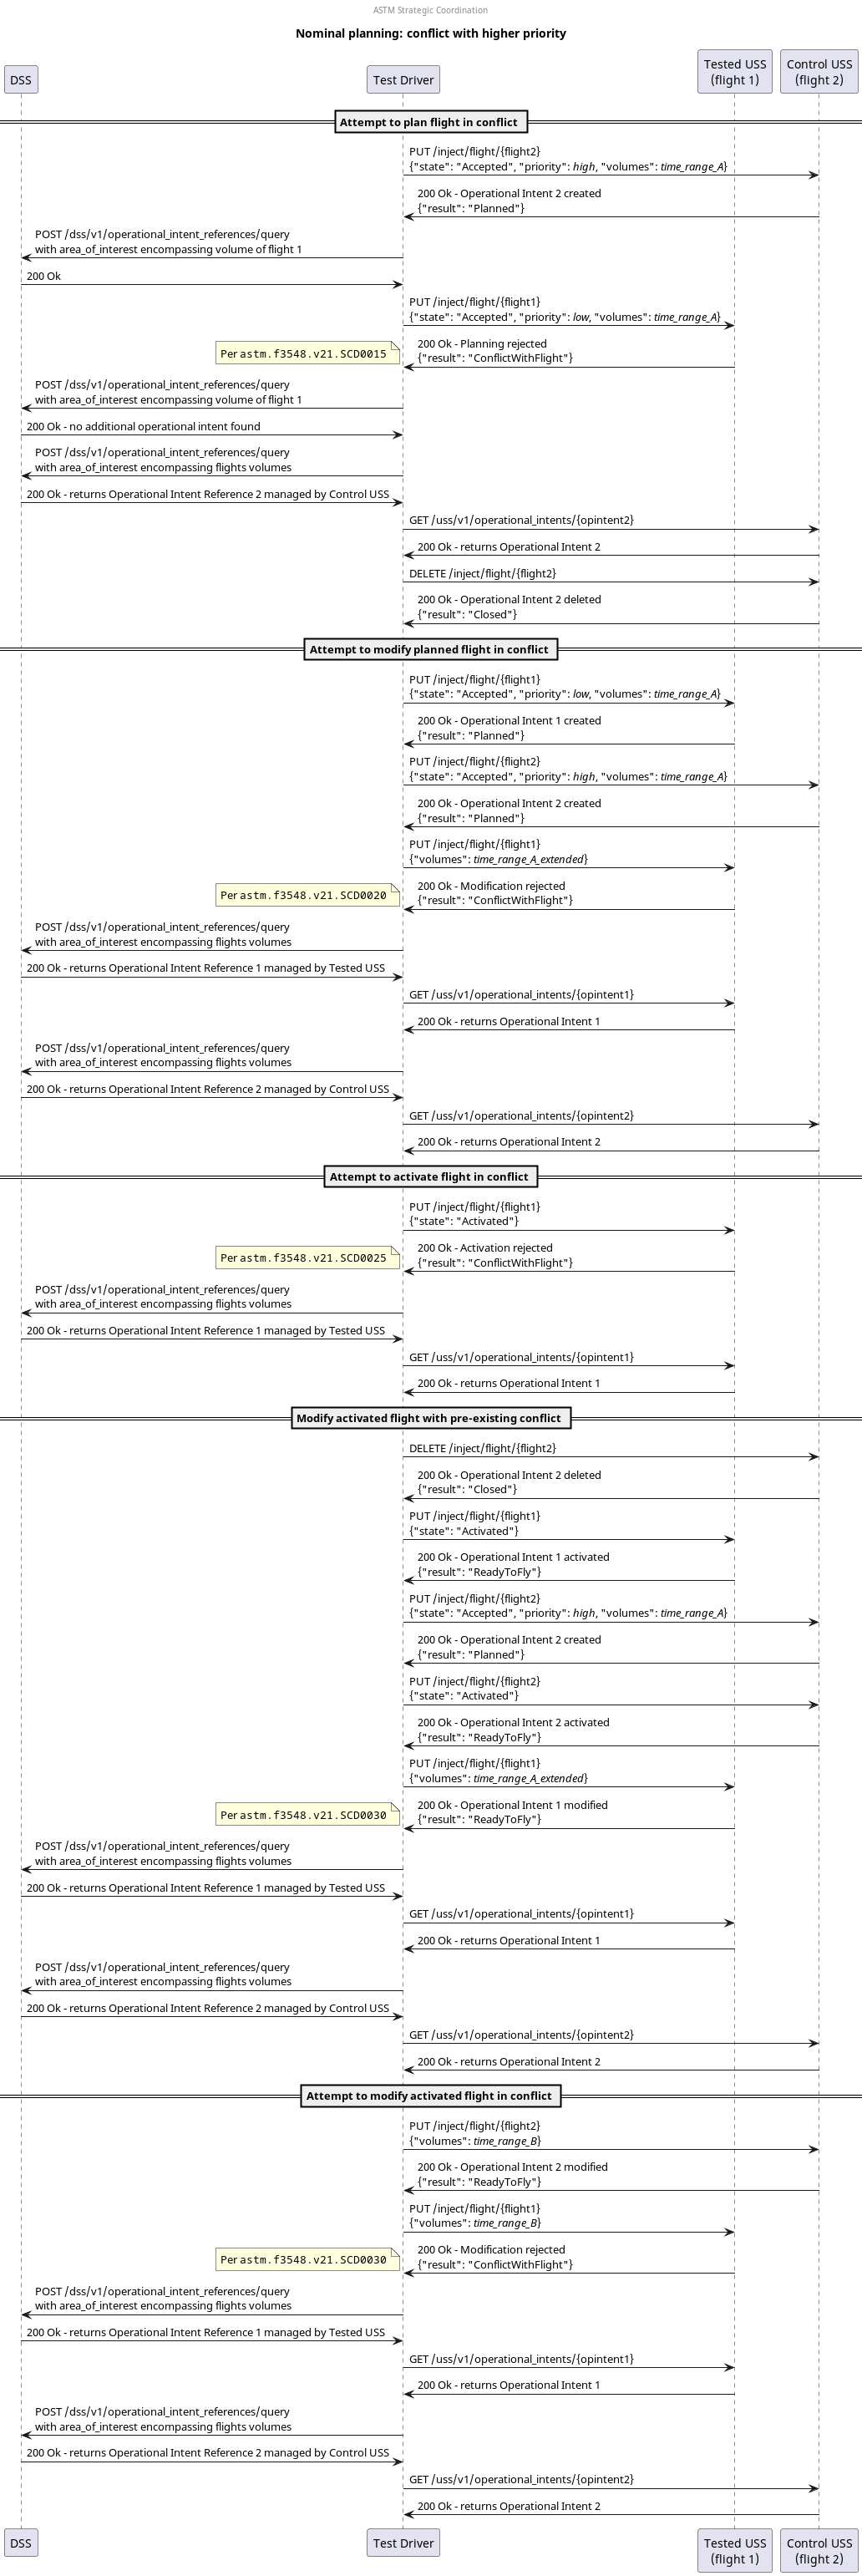 ASTM Strategic Coordination
Nominal planning: conflict with higher priority
DSS
Test Driver
Tested USS
(flight 1)
Control USS
(flight 2)
Attempt to plan flight in conflict
PUT /inject/flight/{flight2}
{"state": "Accepted", "priority": high, "volumes": time_range_A}
200 Ok - Operational Intent 2 created
{"result": "Planned"}
POST /dss/v1/operational_intent_references/query
with area_of_interest encompassing volume of flight 1
200 Ok
PUT /inject/flight/{flight1}
{"state": "Accepted", "priority": low, "volumes": time_range_A}
200 Ok - Planning rejected
{"result": "ConflictWithFlight"}
Per astm.f3548.v21.SCD0015
POST /dss/v1/operational_intent_references/query
with area_of_interest encompassing volume of flight 1
200 Ok - no additional operational intent found
POST /dss/v1/operational_intent_references/query
with area_of_interest encompassing flights volumes
200 Ok - returns Operational Intent Reference 2 managed by Control USS
GET /uss/v1/operational_intents/{opintent2}
200 Ok - returns Operational Intent 2
DELETE /inject/flight/{flight2}
200 Ok - Operational Intent 2 deleted
{"result": "Closed"}
Attempt to modify planned flight in conflict
PUT /inject/flight/{flight1}
{"state": "Accepted", "priority": low, "volumes": time_range_A}
200 Ok - Operational Intent 1 created
{"result": "Planned"}
PUT /inject/flight/{flight2}
{"state": "Accepted", "priority": high, "volumes": time_range_A}
200 Ok - Operational Intent 2 created
{"result": "Planned"}
PUT /inject/flight/{flight1}
{"volumes": time_range_A_extended}
200 Ok - Modification rejected
{"result": "ConflictWithFlight"}
Per astm.f3548.v21.SCD0020
POST /dss/v1/operational_intent_references/query
with area_of_interest encompassing flights volumes
200 Ok - returns Operational Intent Reference 1 managed by Tested USS
GET /uss/v1/operational_intents/{opintent1}
200 Ok - returns Operational Intent 1
POST /dss/v1/operational_intent_references/query
with area_of_interest encompassing flights volumes
200 Ok - returns Operational Intent Reference 2 managed by Control USS
GET /uss/v1/operational_intents/{opintent2}
200 Ok - returns Operational Intent 2
Attempt to activate flight in conflict
PUT /inject/flight/{flight1}
{"state": "Activated"}
200 Ok - Activation rejected
{"result": "ConflictWithFlight"}
Per astm.f3548.v21.SCD0025
POST /dss/v1/operational_intent_references/query
with area_of_interest encompassing flights volumes
200 Ok - returns Operational Intent Reference 1 managed by Tested USS
GET /uss/v1/operational_intents/{opintent1}
200 Ok - returns Operational Intent 1
Modify activated flight with pre-existing conflict
DELETE /inject/flight/{flight2}
200 Ok - Operational Intent 2 deleted
{"result": "Closed"}
PUT /inject/flight/{flight1}
{"state": "Activated"}
200 Ok - Operational Intent 1 activated
{"result": "ReadyToFly"}
PUT /inject/flight/{flight2}
{"state": "Accepted", "priority": high, "volumes": time_range_A}
200 Ok - Operational Intent 2 created
{"result": "Planned"}
PUT /inject/flight/{flight2}
{"state": "Activated"}
200 Ok - Operational Intent 2 activated
{"result": "ReadyToFly"}
PUT /inject/flight/{flight1}
{"volumes": time_range_A_extended}
200 Ok - Operational Intent 1 modified
{"result": "ReadyToFly"}
Per astm.f3548.v21.SCD0030
POST /dss/v1/operational_intent_references/query
with area_of_interest encompassing flights volumes
200 Ok - returns Operational Intent Reference 1 managed by Tested USS
GET /uss/v1/operational_intents/{opintent1}
200 Ok - returns Operational Intent 1
POST /dss/v1/operational_intent_references/query
with area_of_interest encompassing flights volumes
200 Ok - returns Operational Intent Reference 2 managed by Control USS
GET /uss/v1/operational_intents/{opintent2}
200 Ok - returns Operational Intent 2
Attempt to modify activated flight in conflict
PUT /inject/flight/{flight2}
{"volumes": time_range_B}
200 Ok - Operational Intent 2 modified
{"result": "ReadyToFly"}
PUT /inject/flight/{flight1}
{"volumes": time_range_B}
200 Ok - Modification rejected
{"result": "ConflictWithFlight"}
Per astm.f3548.v21.SCD0030
POST /dss/v1/operational_intent_references/query
with area_of_interest encompassing flights volumes
200 Ok - returns Operational Intent Reference 1 managed by Tested USS
GET /uss/v1/operational_intents/{opintent1}
200 Ok - returns Operational Intent 1
POST /dss/v1/operational_intent_references/query
with area_of_interest encompassing flights volumes
200 Ok - returns Operational Intent Reference 2 managed by Control USS
GET /uss/v1/operational_intents/{opintent2}
200 Ok - returns Operational Intent 2
DSS
Test Driver
Tested USS
(flight 1)
Control USS
(flight 2)